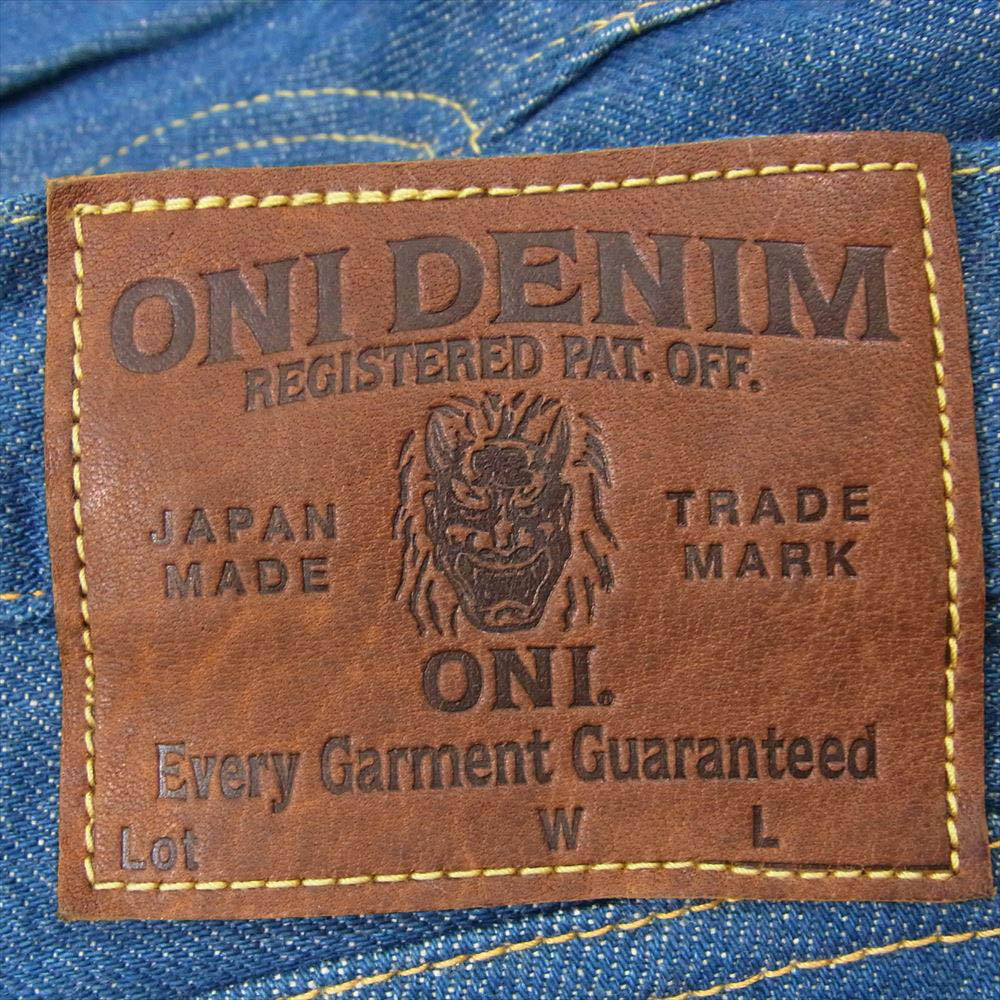 ONI DENIM
REGISTERED PAT. OFF.
JAPAN
MADE
TRADE
MARK
ONI.®
Every Garment Guaranteed
Lot W L